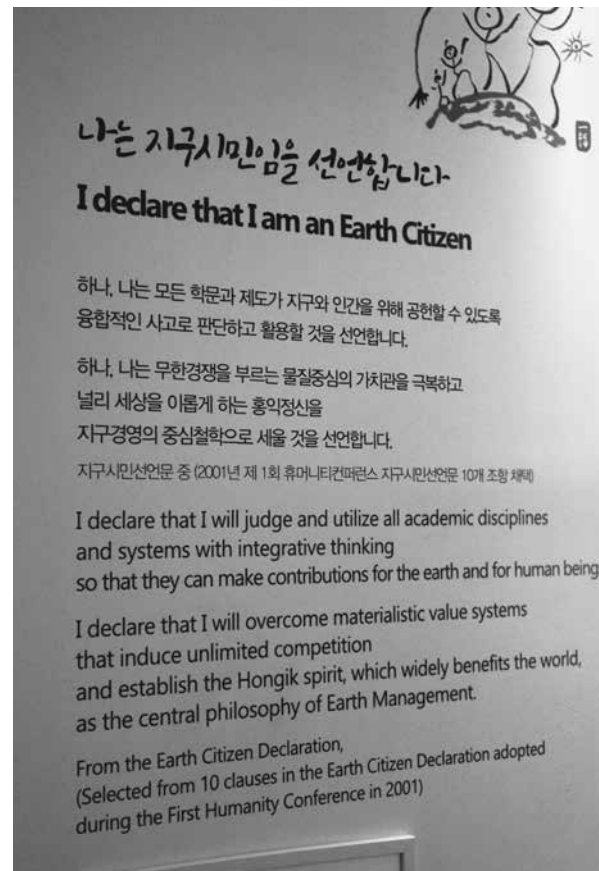 나는 지구시민임을 선언합니다
I declare that I am an Earth Citizen
하나, 나는 모든 학문과 제도가 지구와 인간을 위해 공헌할 수 있도록
융합적인 사고로 판단하고 활용할 것을 선언합니다.
하나, 나는 무한경쟁을 부르는 물질중심의 가치관을 극복하고
널리 세상을 이롭게 하는 홍익정신을
지구경영의 중심철학으로 세울 것을 선언합니다.
지구시민선언문 중 (2001년 제 1회 휴머니티컨퍼런스 지구시민선언문 10개 조항 채택)
I declare that I will judge and utilize all academic disciplines
and systems with integrative thinking
so that they can make contributions for the earth and for human being
I declare that I will overcome materialistic value systems
that induce unlimited competition
and establish the Hongik spirit, which widely benefits the world,
as the central philosophy of Earth Management.
From the Earth Citizen Declaration,
(Selected from 10 clauses in the Earth Citizen Declaration adopted
during the First Humanity Conference in 2001)